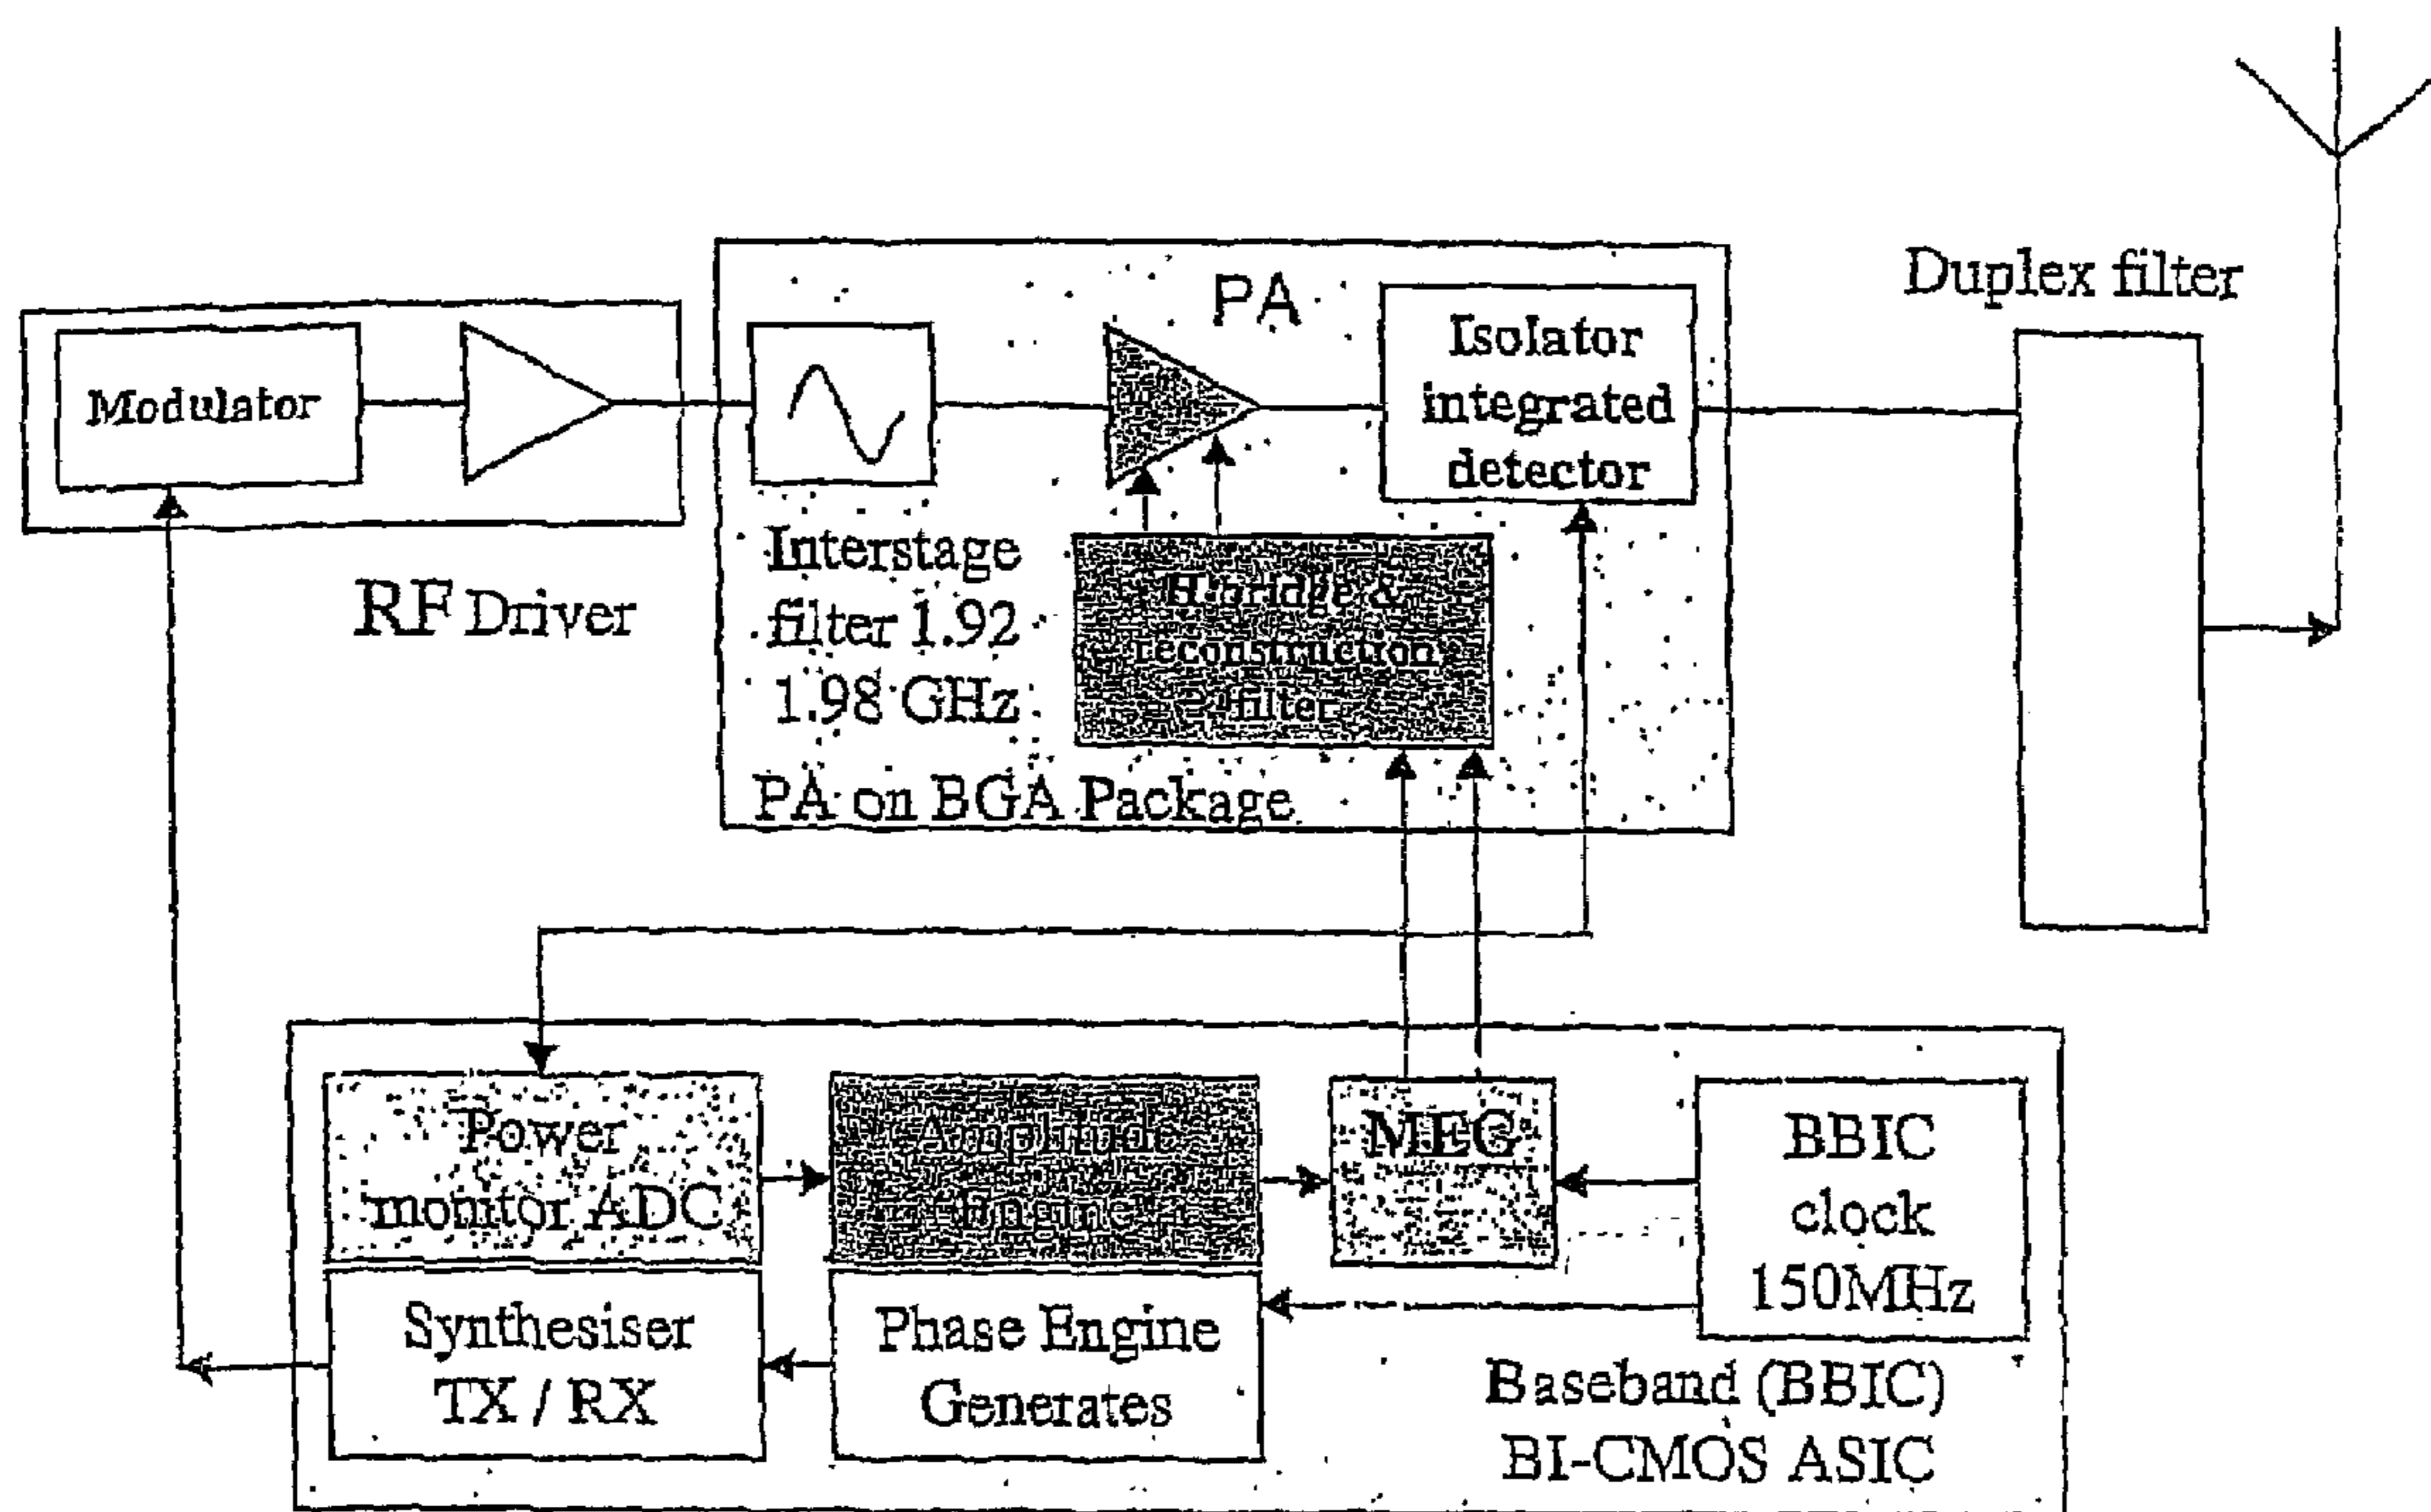 PA
Duplex filter
Modulator
Isolator
integrated
detector
RF Driver
Interstage
filter 1.92
1.98 GHz
H-bridge &
reconstruction
filter
PA on BGA Package
Power
monitor ADC
Amplitude
Engine
MEC
BBIC
clock
150MHz
Synthesiser
TX / RX
Phase Engine
Generates
Baseband (BBIC)
BI-CMOS ASIC